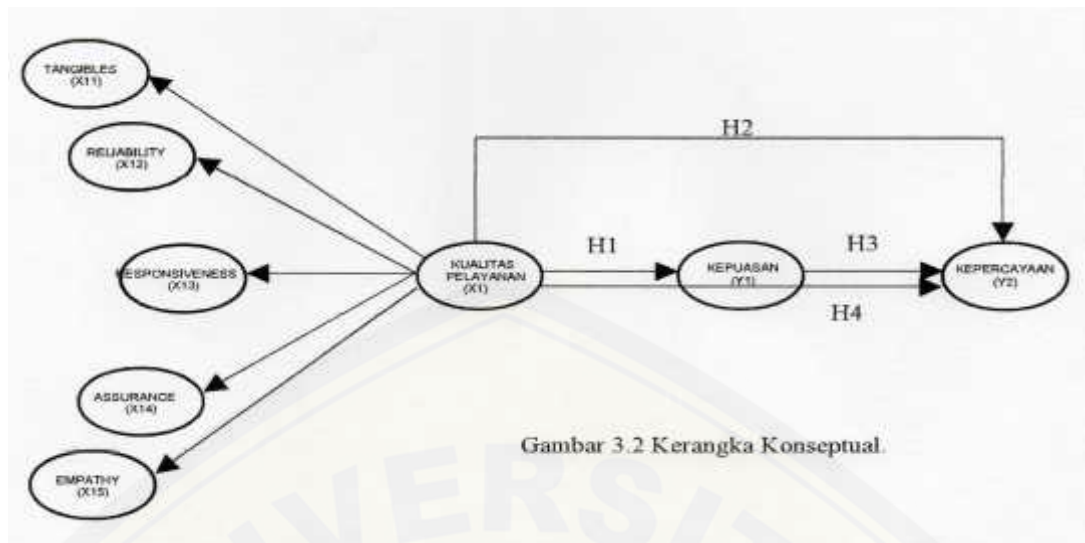 TANGIBLES
(X11)
RELIABILITY
(X12)
RESPONSIVENESS
(X13)
ASSURANCE
(X14)
EMPATHY
(X15)
KUALITAS
PELAYANAN
(X1)
H2
H1
KEPUASAN
(Y1)
H3
H4
KEPERCAYAAN
(Y2)
Gambar 3.2 Kerangka Konseptual.
UNIVERSIT